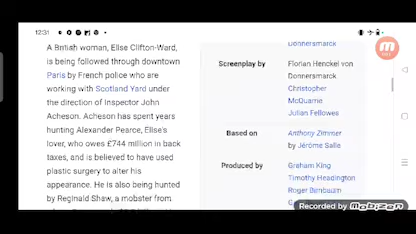 12:31
Donnersmarck
A British woman, Elise Clifton-Ward,
is being followed through downtown
Paris by French police who are
working with Scotland Yard under
the direction of Inspector John
Acheson. Acheson has spent years
hunting Alexander Pearce, Elise's
lover, who owes £744 million in back
taxes, and is believed to have used
plastic surgery to alter his
appearance. He is also being hunted
by Reginald Shaw, a mobster from
Screenplay by
Florian Henckel von
Donnersmarck
Christopher
McQuarrie
Julian Fellowes
Based on
Anthony Zimmer
by Jérôme Salle
Produced by
Graham King
Timothy Headington
Roger Birnbaum
Recorded by Mobizen